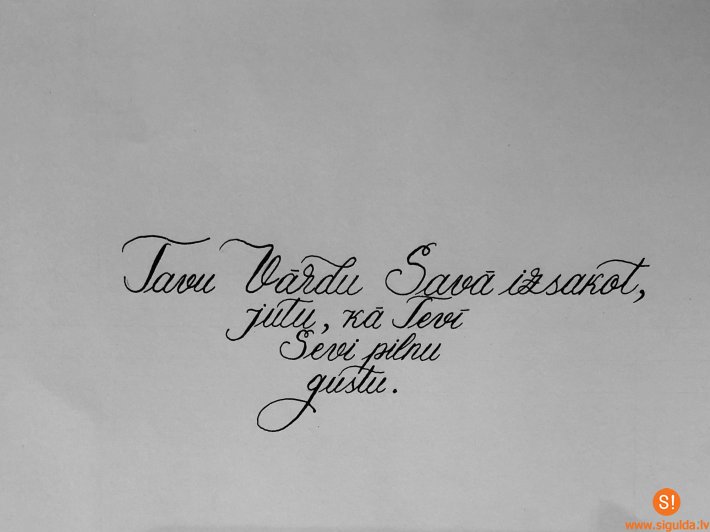 Tavu Vārdu Savā izsakot,
jūtu, kā Tevī
Sevi pilnu
gūstu.
S!
www.sigulda.lv